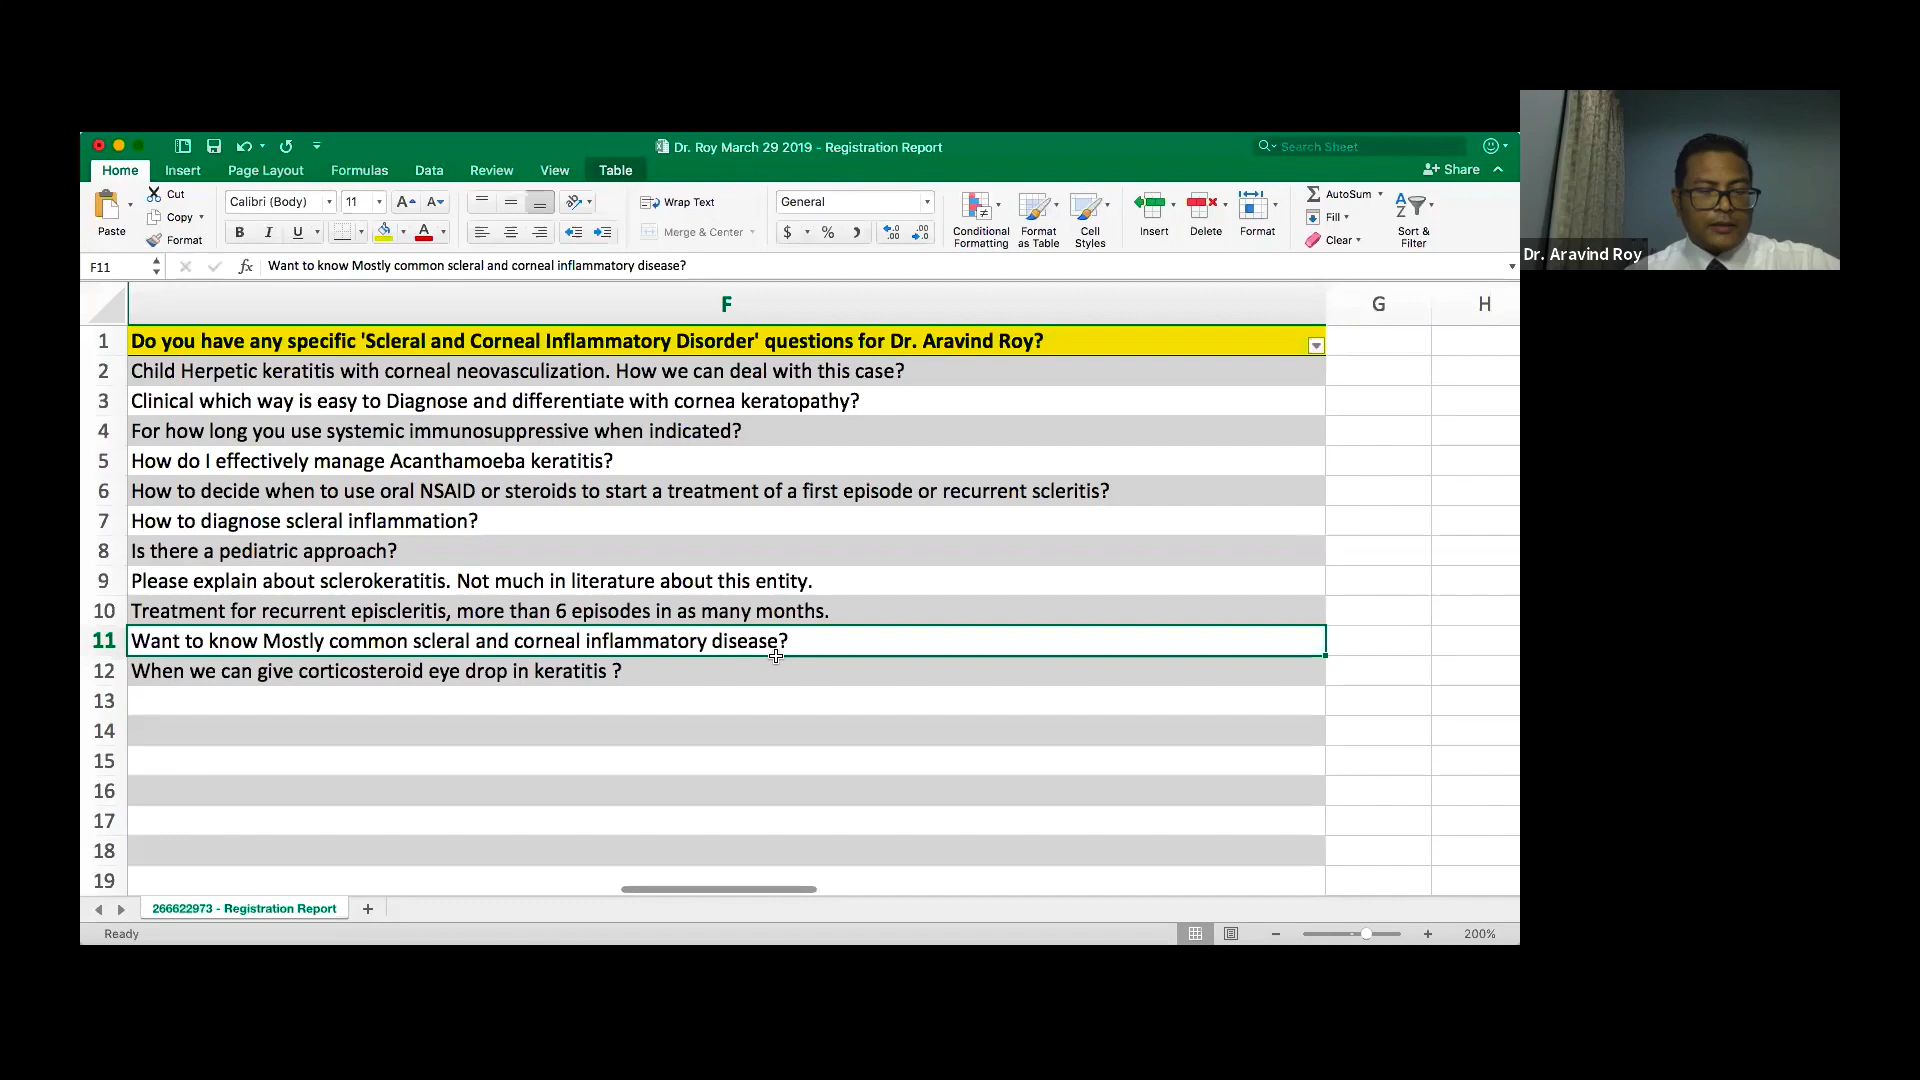 Dr. Roy March 29 2019 - Registration Report
Search Sheet
Home Insert Page Layout Formulas Data Review View Table
Share
Paste
Cut
Copy
Format
Calibri (Body) 11
A A
B I U
A
Wrap Text
Merge & Center
General
$ % ,
.0 .00
.00 .0
Conditional Formatting
Format as Table
Cell Styles
Insert
Delete
Format
AutoSum
Fill
Clear
Sort & Filter
F11
fx
Want to know Mostly common scleral and corneal inflammatory disease?
F G H
1 Do you have any specific 'Scleral and Corneal Inflammatory Disorder' questions for Dr. Aravind Roy?
2 Child Herpetic keratitis with corneal neovasculization. How we can deal with this case?
3 Clinical which way is easy to Diagnose and differentiate with cornea keratopathy?
4 For how long you use systemic immunosuppressive when indicated?
5 How do I effectively manage Acanthamoeba keratitis?
6 How to decide when to use oral NSAID or steroids to start a treatment of a first episode or recurrent scleritis?
7 How to diagnose scleral inflammation?
8 Is there a pediatric approach?
9 Please explain about sclerokeratitis. Not much in literature about this entity.
10 Treatment for recurrent episcleritis, more than 6 episodes in as many months.
11 Want to know Mostly common scleral and corneal inflammatory disease?
12 When we can give corticosteroid eye drop in keratitis ?
13
14
15
16
17
18
19
266622973 - Registration Report
Ready
200%
Dr. Aravind Roy